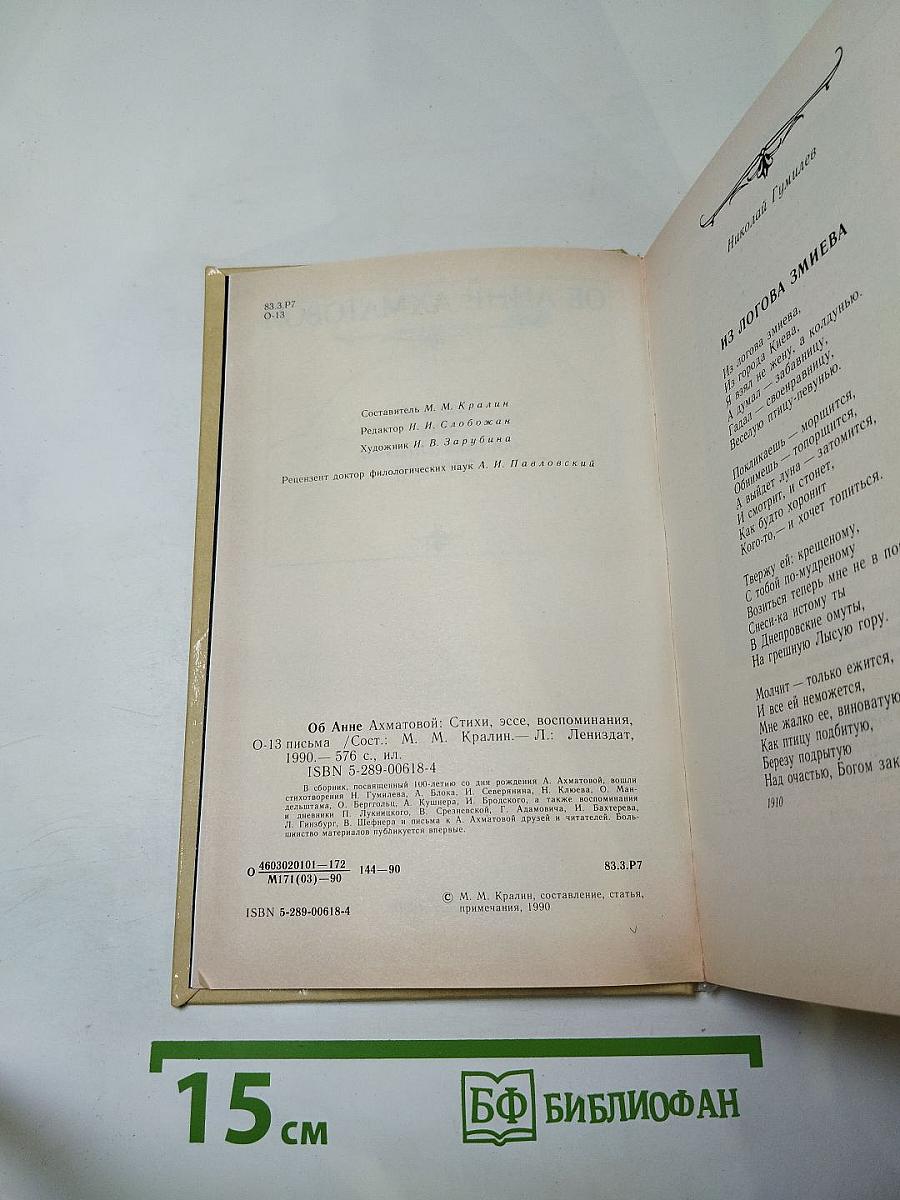 83.3.Р7
О-13
Составитель М. М. Кралин
Редактор И. И. Слобожан
Художник И. В. Зарубина
Рецензент доктор филологических наук А. И. Павловский
Об Анне Ахматовой: Стихи, эссе, воспоминания,
О-13 письма /Сост.: М. М. Кралин.— Л.: Лениздат,
1990.— 576 с., ил.
ISBN 5-289-00618-4
В сборник, посвященный 100-летию со дня рождения А. Ахматовой, вошли
стихотворения Н. Гумилева, А. Блока, И. Северянина, Н. Клюева, О. Ман-
дельштама, О. Берггольц, А. Кушнера, И. Бродского, а также воспоминания
и дневники П. Лукницкого, В. Срезневской, Г. Адамовича, И. Бахтерева,
Л. Гинзбург, В. Шефнера и письма к А. Ахматовой друзей и читателей. Боль-
шинство материалов публикуется впервые.
О 4603020101—172 144—90 83.3.Р7
М171(03)—90
ISBN 5-289-00618-4
© М. М. Кралин, составление, статья,
примечания, 1990
Николай Гумилев
ИЗ ЛОГОВА ЗМИЕВА
Из логова змиева,
Из города Киева,
Я взял не жену, а колдунью.
А думал — забавницу,
Гадал — своенравницу,
Веселую птицу-певунью.
Покликаешь — морщится,
Обнимешь — топорщится,
А выйдет луна — затомится,
И смотрит, и стонет,
Как будто хоронит
Кого-то,— и хочет топиться.
Твержу ей: крещеному,
С тобой по-мудреному
Возиться теперь мне не в по
Снеси-ка истому ты
В Днепровские омуты,
На грешную Лысую гору.
Молчит — только ежится,
И все ей неможется,
Мне жалко ее, виноватую
Как птицу подбитую,
Березу подрытую
Над очастью, Богом зак
1910
15 см
БФ БИБЛИОФАН